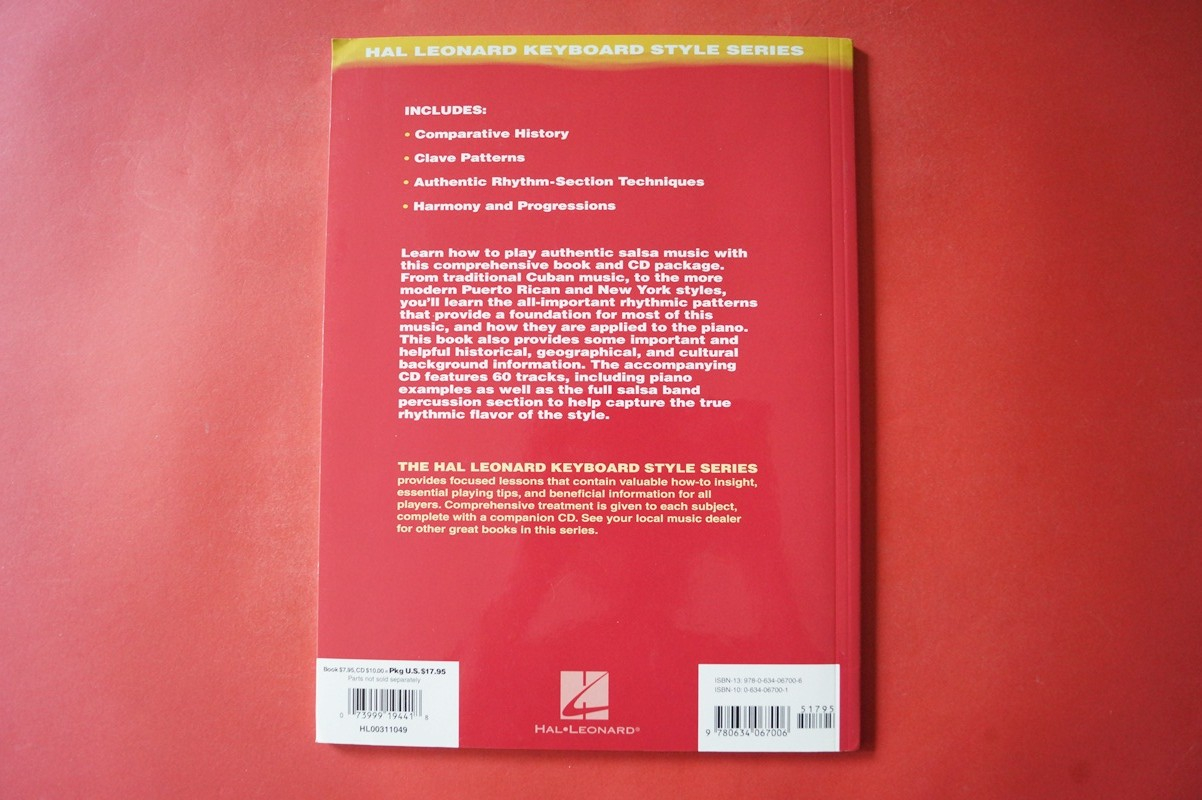 HAL LEONARD KEYBOARD STYLE SERIES
INCLUDES:
• Comparative History
• Clave Patterns
• Authentic Rhythm-Section Techniques
• Harmony and Progressions
Learn how to play authentic salsa music with
this comprehensive book and CD package.
From traditional Cuban music, to the more
modern Puerto Rican and New York styles,
you'll learn the all-important rhythmic patterns
that provide a foundation for most of this
music, and how they are applied to the piano.
This book also provides some important and
helpful historical, geographical, and cultural
background information. The accompanying
CD features 60 tracks, including piano
examples as well as the full salsa band
percussion section to help capture the true
rhythmic flavor of the style.
THE HAL LEONARD KEYBOARD STYLE SERIES
provides focused lessons that contain valuable how-to insight,
essential playing tips, and beneficial information for all
players. Comprehensive treatment is given to each subject,
complete with a companion CD. See your local music dealer
for other great books in this series.
Book $7.95, CD $10.00 = Pkg U.S. $17.95
Parts not sold separately
0 73999 19441 8
HL00311049
HAL•LEONARD®
ISBN-13: 978-0-634-06700-6
ISBN-10: 0-634-06700-1
51795
9 780634 067006